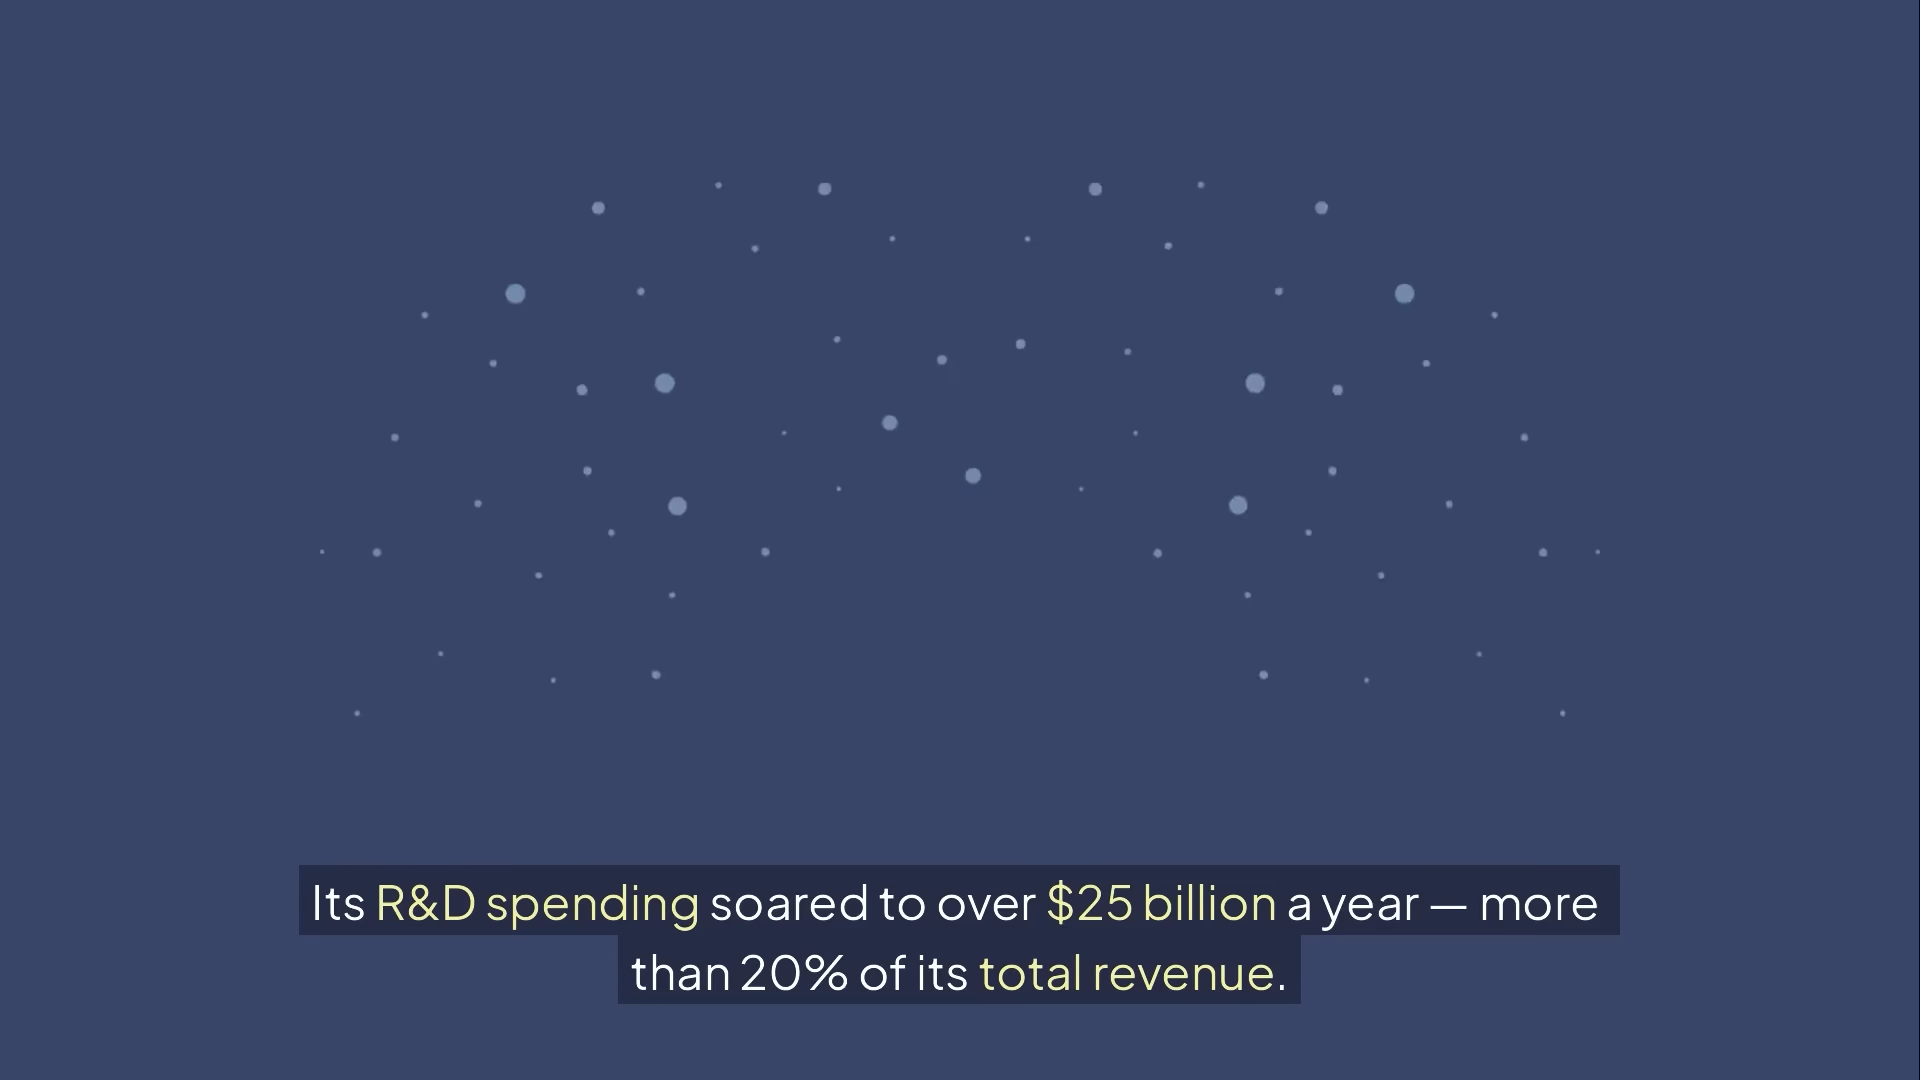 Its R&D spending soared to over $25 billion a year — more
than 20% of its total revenue.